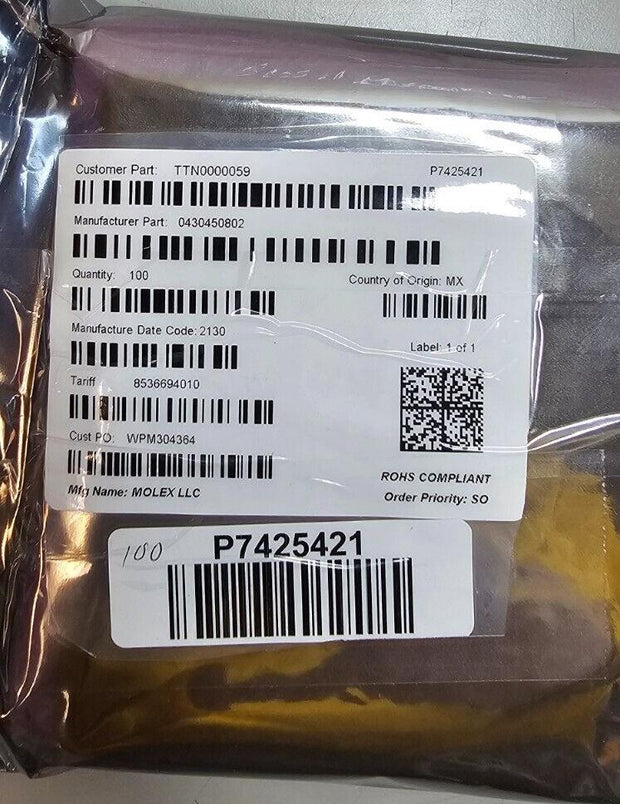 Customer Part: TTN0000059 P7425421
Manufacturer Part: 0430450802
Quantity: 100 Country of Origin: MX
Manufacture Date Code: 2130
Label: 1 of 1
Tariff 8536694010
Cust PO: WPM304364
ROHS COMPLIANT
Mfg Name: MOLEX LLC Order Priority: SO
100 P7425421